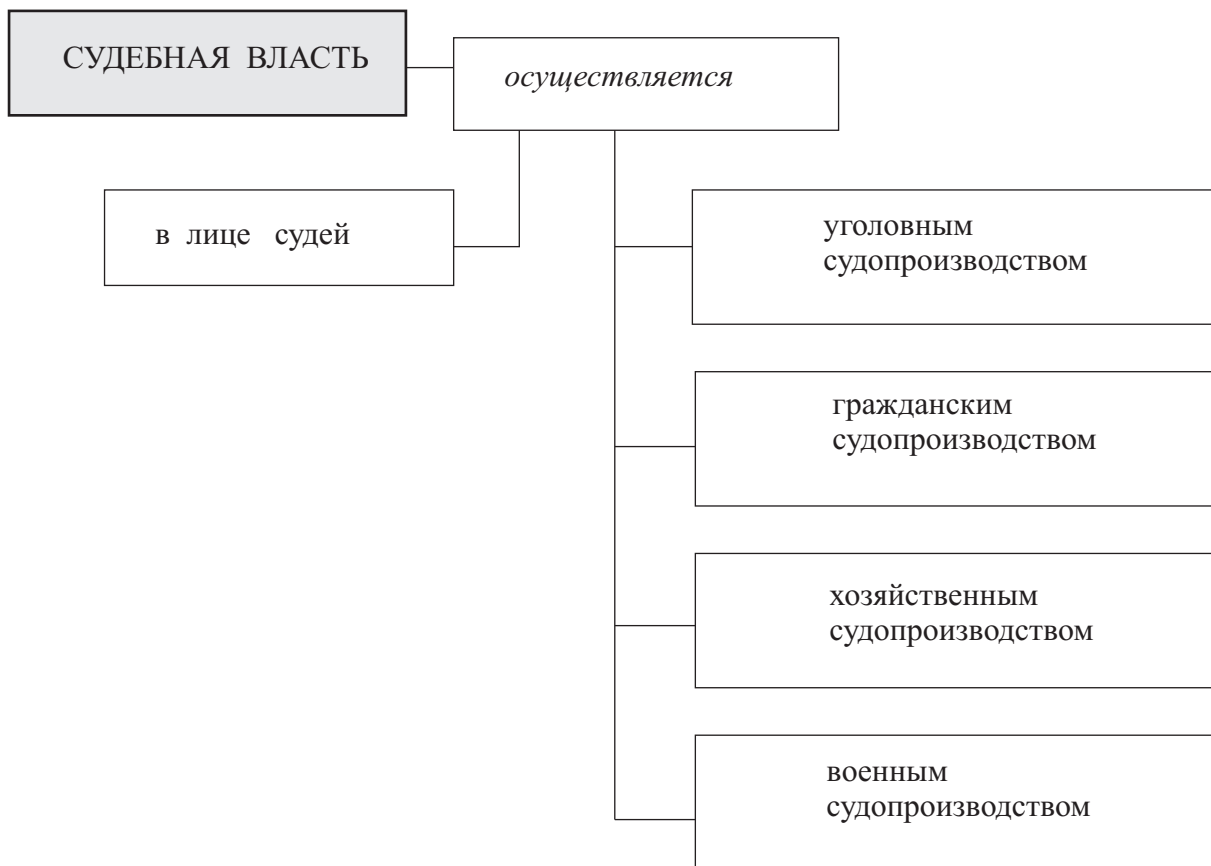 СУДЕБНАЯ ВЛАСТЬ
осуществляется
в лице судей
уголовным
судопроизводством
гражданским
судопроизводством
хозяйственным
судопроизводством
военным
судопроизводством